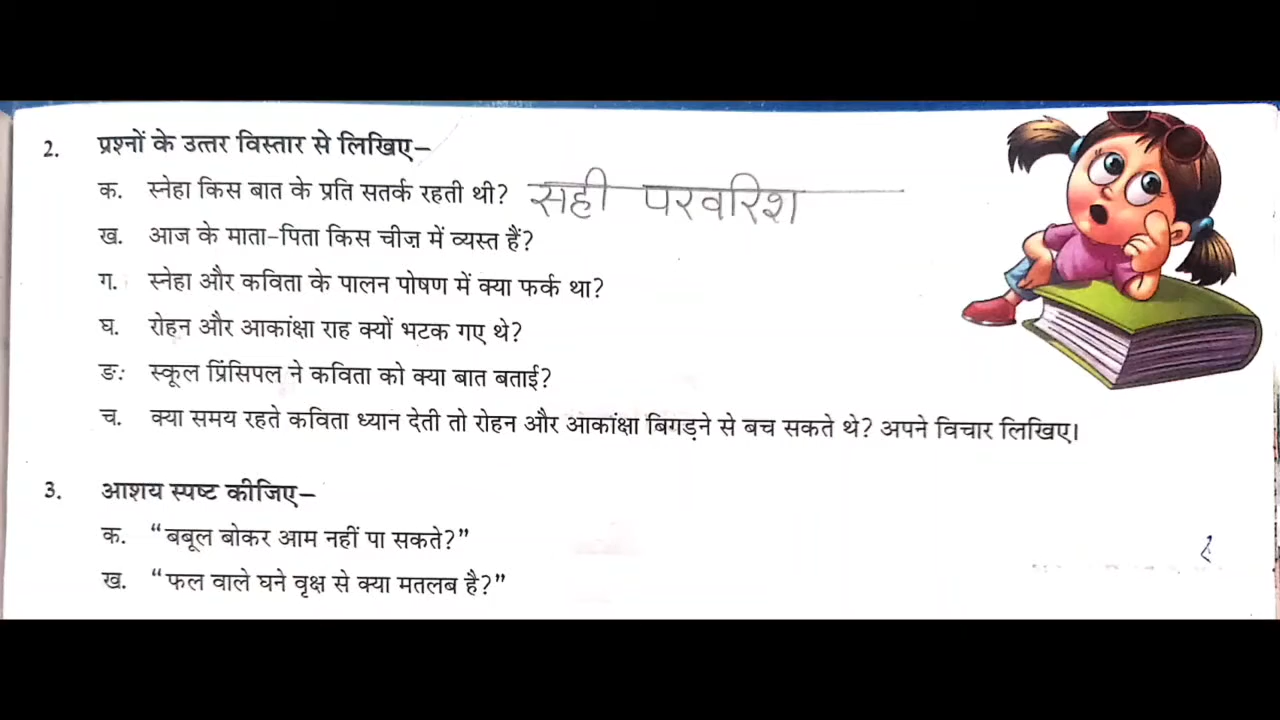 2. प्रश्नों के उत्तर विस्तार से लिखिए–
क. स्नेहा किस बात के प्रति सतर्क रहती थी? सही परवरिश
ख. आज के माता-पिता किस चीज़ में व्यस्त हैं?
ग. स्नेहा और कविता के पालन पोषण में क्या फर्क था?
घ. रोहन और आकांक्षा राह क्यों भटक गए थे?
ङः स्कूल प्रिंसिपल ने कविता को क्या बात बताई?
च. क्या समय रहते कविता ध्यान देती तो रोहन और आकांक्षा बिगड़ने से बच सकते थे? अपने विचार लिखिए।
3. आशय स्पष्ट कीजिए–
क. “बबूल बोकर आम नहीं पा सकते?”
ख. “फल वाले घने वृक्ष से क्या मतलब है?”